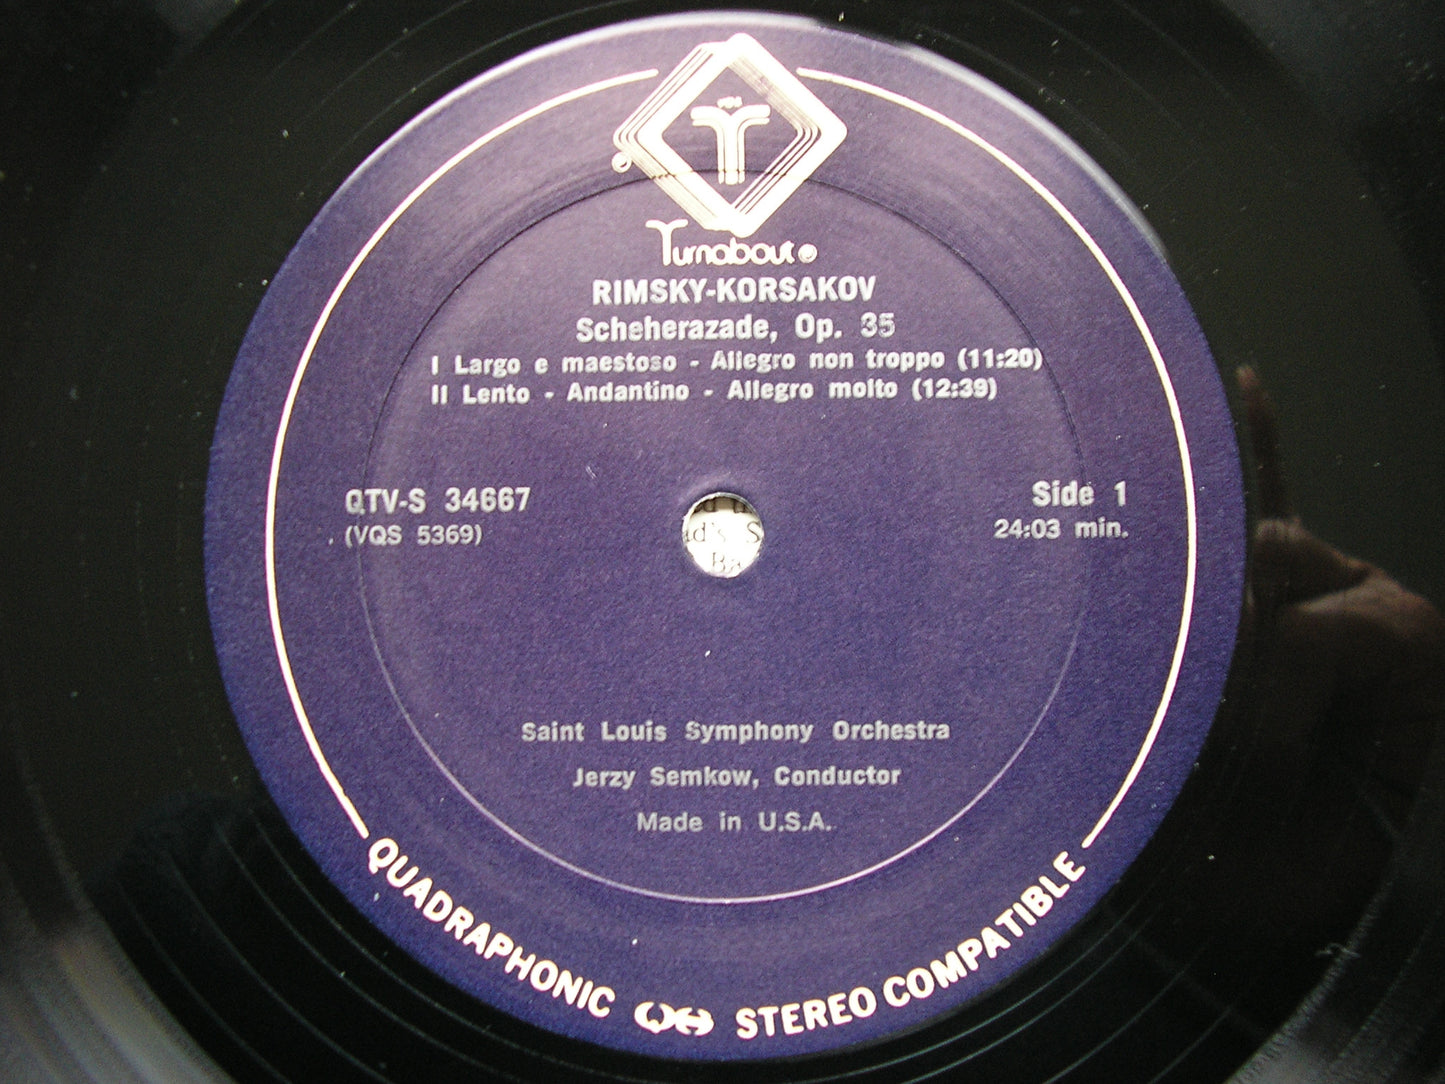 Turnabout
RIMSKY-KORSAKOV
Scheherazade, Op. 35
I Largo e maestoso - Allegro non troppo (11:20)
II Lento - Andantino - Allegro molto (12:39)
QTV-S 34667
(VQS 5369)
Side 1
24:03 min.
Saint Louis Symphony Orchestra
Jerzy Semkow, Conductor
Made in U.S.A.
QUADRAPHONIC QS STEREO COMPATIBLE